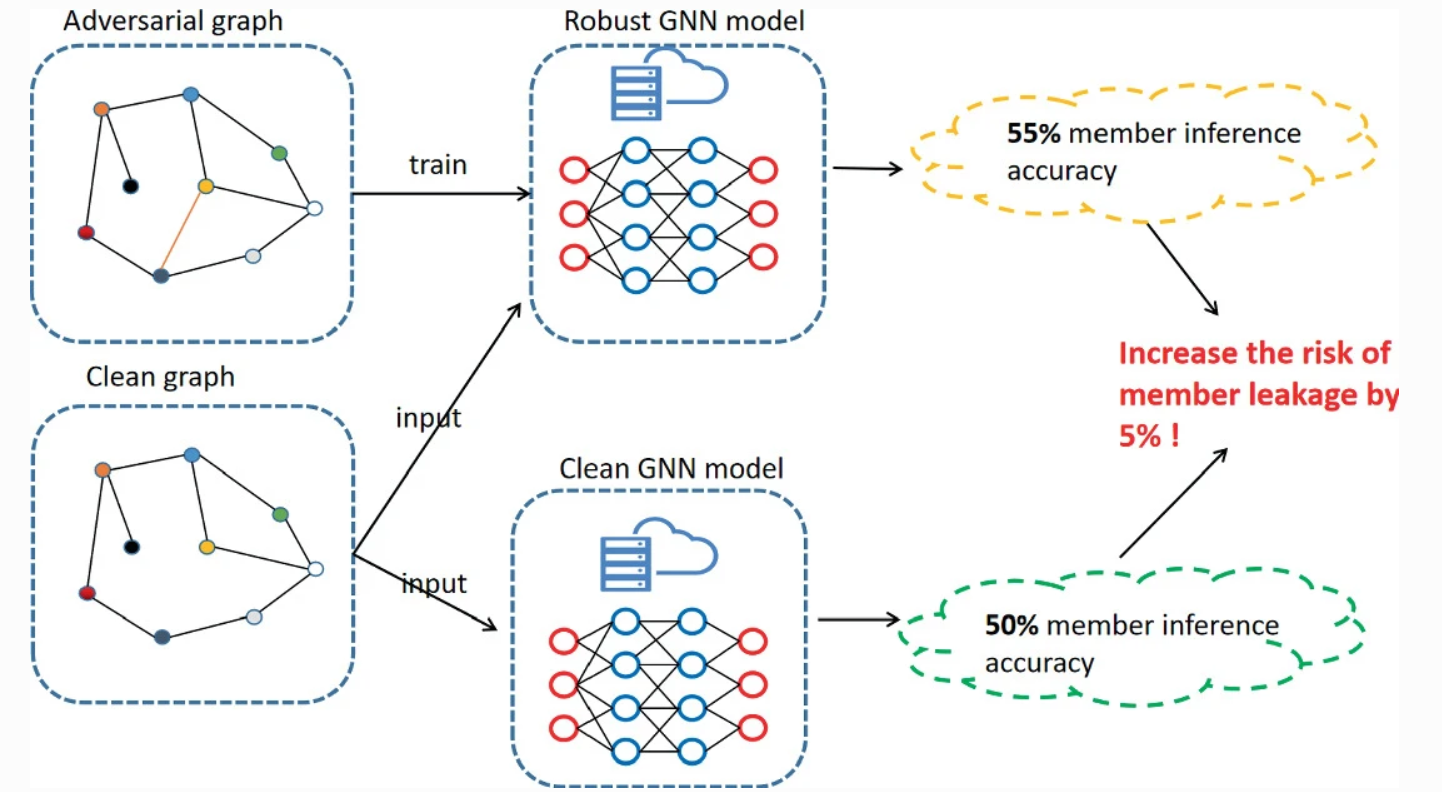 Adversarial graph
Robust GNN model
train
55% member inference
accuracy
Increase the risk of
member leakage by
5% !
Clean graph
input
input
Clean GNN model
50% member inference
accuracy